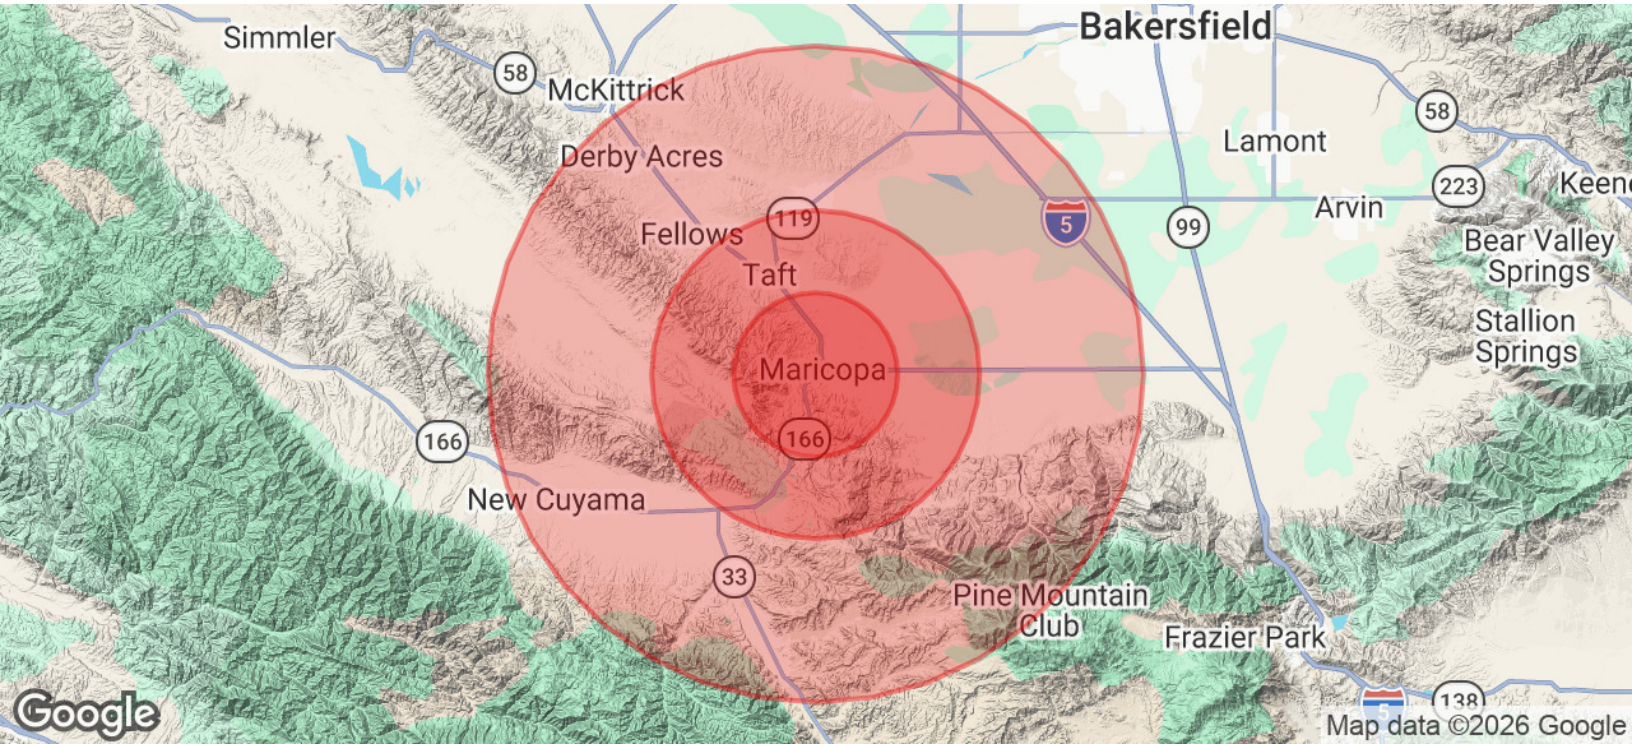 Bakersfield
Simmler
58
McKittrick
58
Lamont
Derby Acres
223
Keene
Arvin
119
5
99
Fellows
Bear Valley
Springs
Taft
Stallion
Springs
Maricopa
166
166
New Cuyama
33
Pine Mountain
Club
Frazier Park
138
5
Google
Map data ©2026 Google